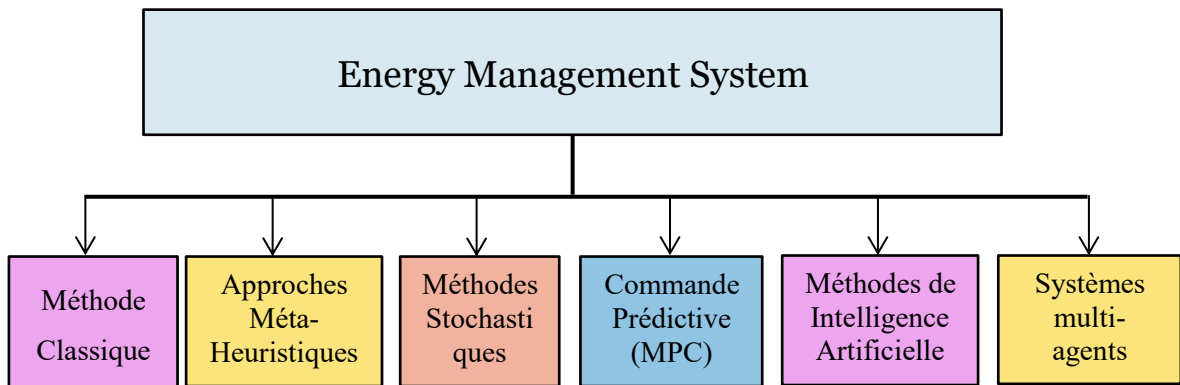 Energy Management System
Méthode
Classique
Approches
Méta-
Heuristiques
Méthodes
Stochasti
ques
Commande
Prédictive
(MPC)
Méthodes de
Intelligence
Artificielle
Systèmes
multi-
agents